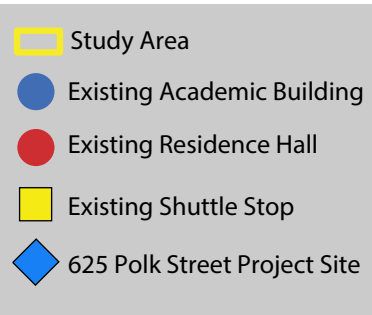 Study Area
Existing Academic Building
Existing Residence Hall
Existing Shuttle Stop
625 Polk Street Project Site